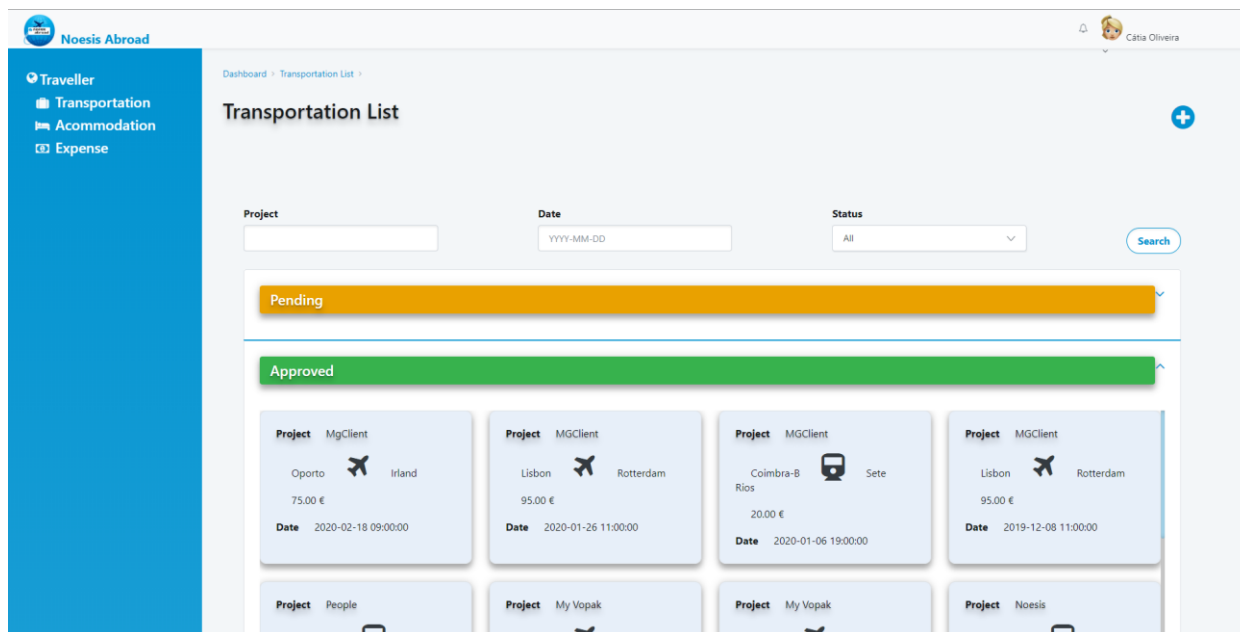 Noesis Abroad
Cátia Oliveira
Traveller
Transportation
Acommodation
Expense
Dashboard > Transportation List >
Transportation List
Project Date Status
YYYY-MM-DD All Search
Pending
Approved
Project MgClient
Oporto Irland
75.00 €
Date 2020-02-18 09:00:00
Project MGClient
Lisbon Rotterdam
95.00 €
Date 2020-01-26 11:00:00
Project MGClient
Coimbra-B Sete
Rios
20.00 €
Date 2020-01-06 19:00:00
Project MGClient
Lisbon Rotterdam
95.00 €
Date 2019-12-08 11:00:00
Project People
Project My Vopak
Project My Vopak
Project Noesis